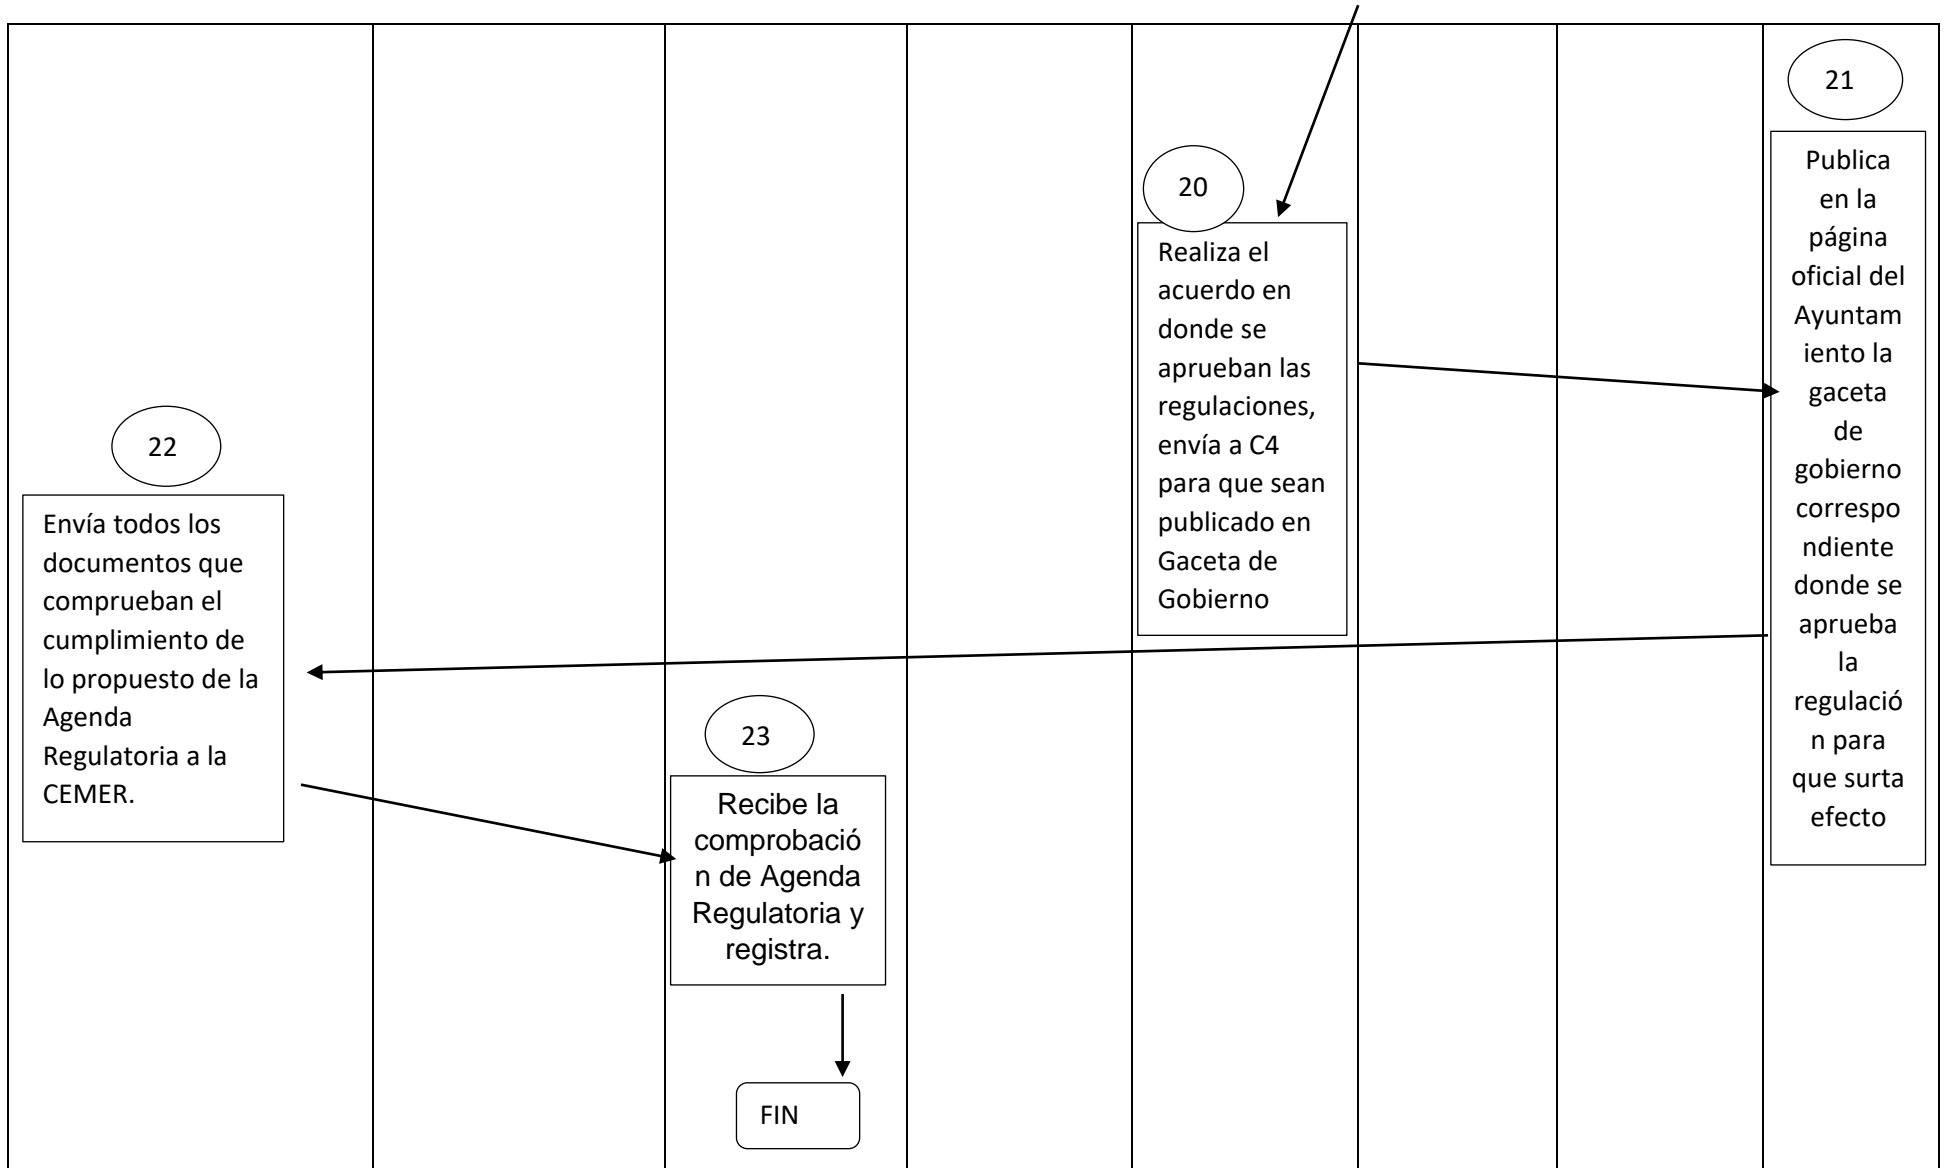 20
Realiza el
acuerdo en
donde se
aprueban las
regulaciones,
envía a C4
para que sean
publicado en
Gaceta de
Gobierno
21
Publica
en la
página
oficial del
Ayuntam
iento la
gaceta
de
gobierno
correspo
ndiente
donde se
aprueba
la
regulació
n para
que surta
efecto
22
Envía todos los
documentos que
comprueban el
cumplimiento de
lo propuesto de la
Agenda
Regulatoria a la
CEMER.
23
Recibe la
comprobació
n de Agenda
Regulatoria y
registra.
FIN